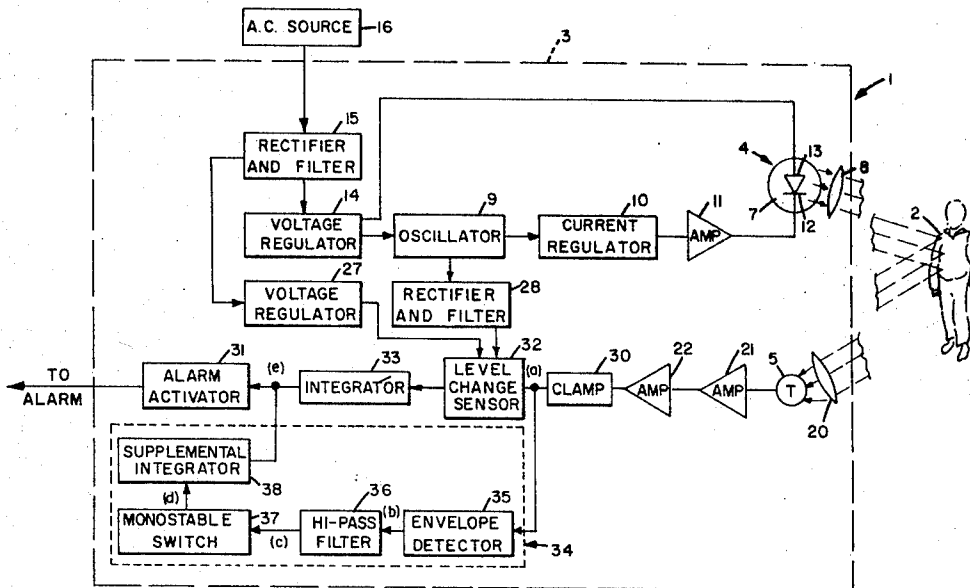 A.C. SOURCE
16
3
1
15
RECTIFIER
AND FILTER
14
VOLTAGE
REGULATOR
9
OSCILLATOR
10
CURRENT
REGULATOR
11
AMP
4
13
8
7
12
2
27
VOLTAGE
REGULATOR
28
RECTIFIER
AND FILTER
TO
ALARM
31
ALARM
ACTIVATOR
(e)
33
INTEGRATOR
32
LEVEL
CHANGE
SENSOR
(a)
30
CLAMP
22
AMP
21
AMP
5
T
20
SUPPLEMENTAL
INTEGRATOR
38
(d)
MONOSTABLE
SWITCH
37
(c)
36
HI-PASS
FILTER
(b)
35
ENVELOPE
DETECTOR
34